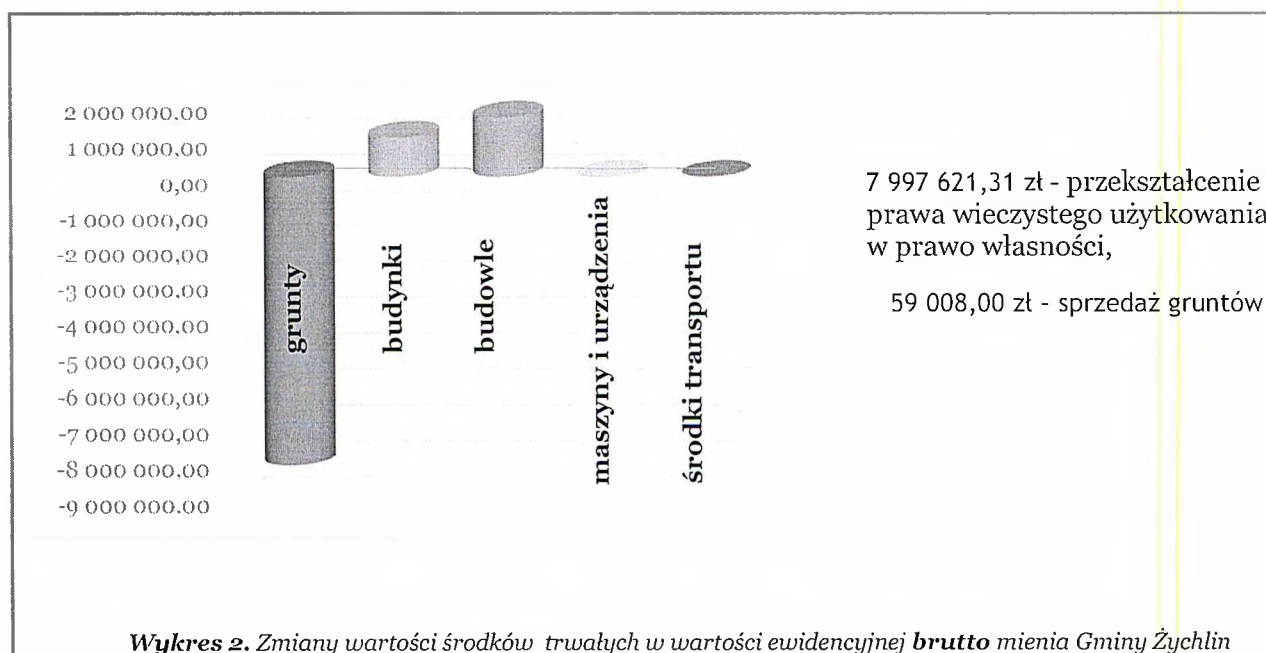 2 000 000.00
1 000 000,00
0,00
-1 000 000,00
-2 000 000,00
-3 000 000,00
-4 000 000,00
-5 000 000,00
-6 000 000,00
-7 000 000,00
-8 000 000,00
-9 000 000.00
grunty
budynki
budowle
maszyny i urządzenia
środki transportu
7 997 621,31 zł - przekształcenie
prawa wieczystego użytkowania
w prawo własności,
59 008,00 zł - sprzedaż gruntów
Wykres 2. Zmiany wartości środków trwałych w wartości ewidencyjnej brutto mienia Gminy Żychlin